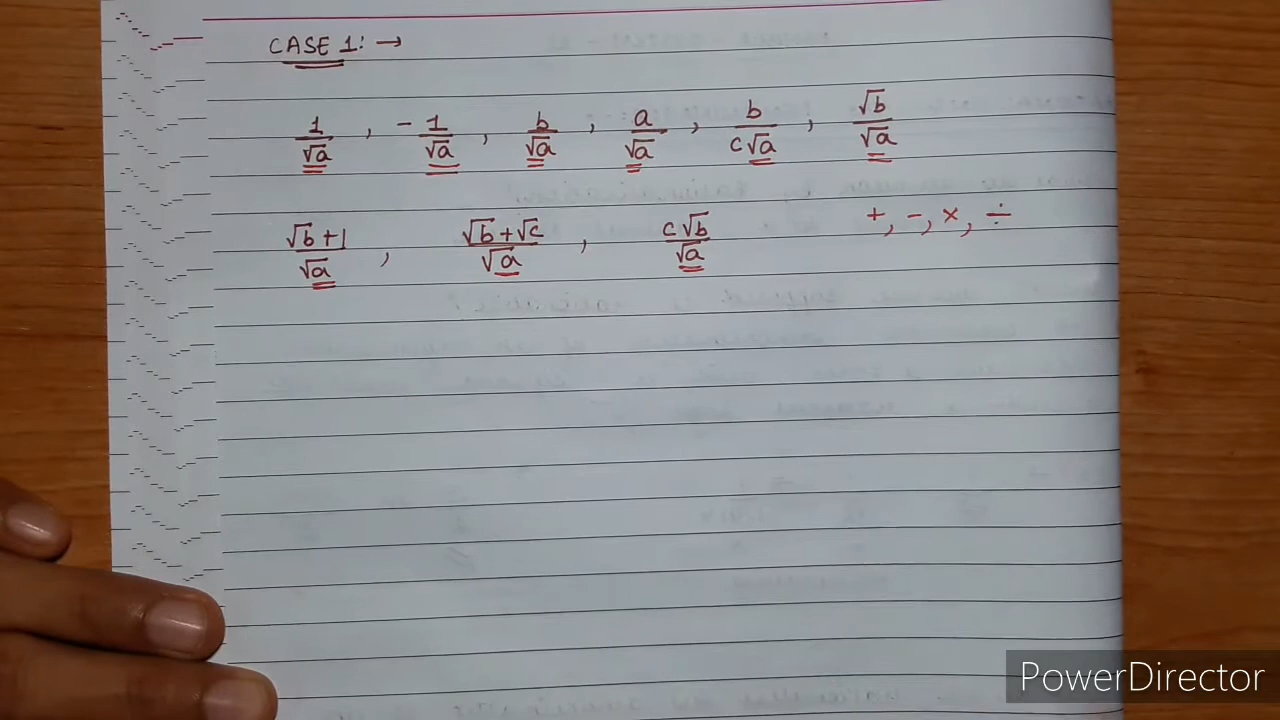 CASE 1: →
1/√a , - 1/√a , b/√a , a/√a , b/c√a , √b/√a
√b+1/√a , √b+√c/√a , c√b/√a +, -, ×, ÷
PowerDirector